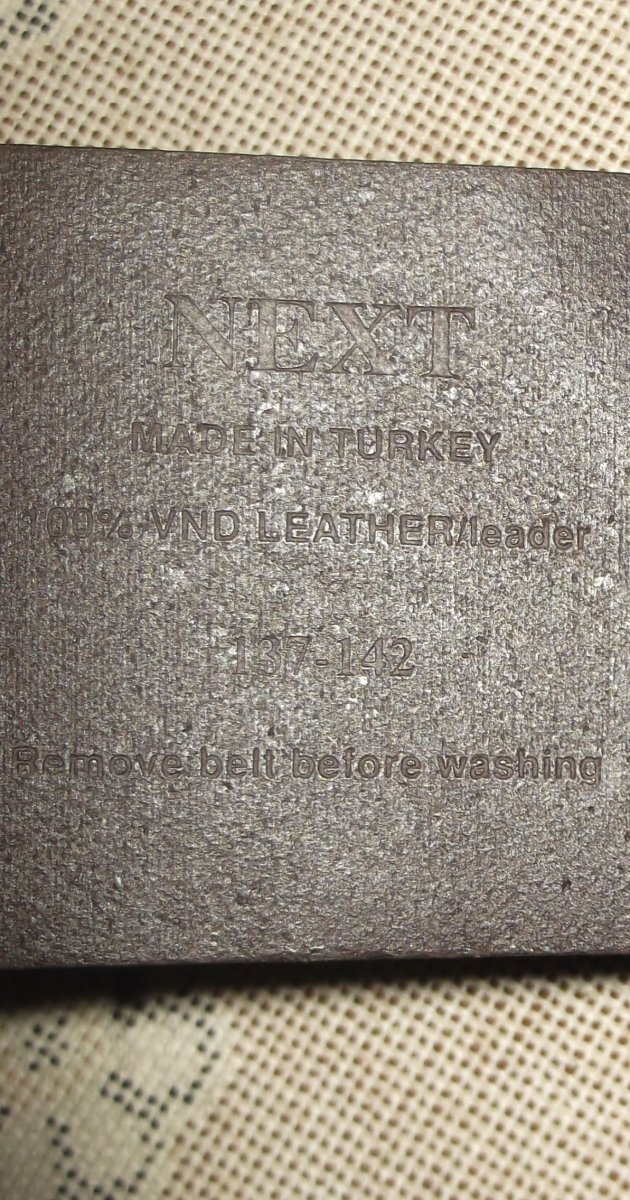 NEXT
MADE IN TURKEY
100% VND LEATHER/leader
137-142
Remove belt before washing